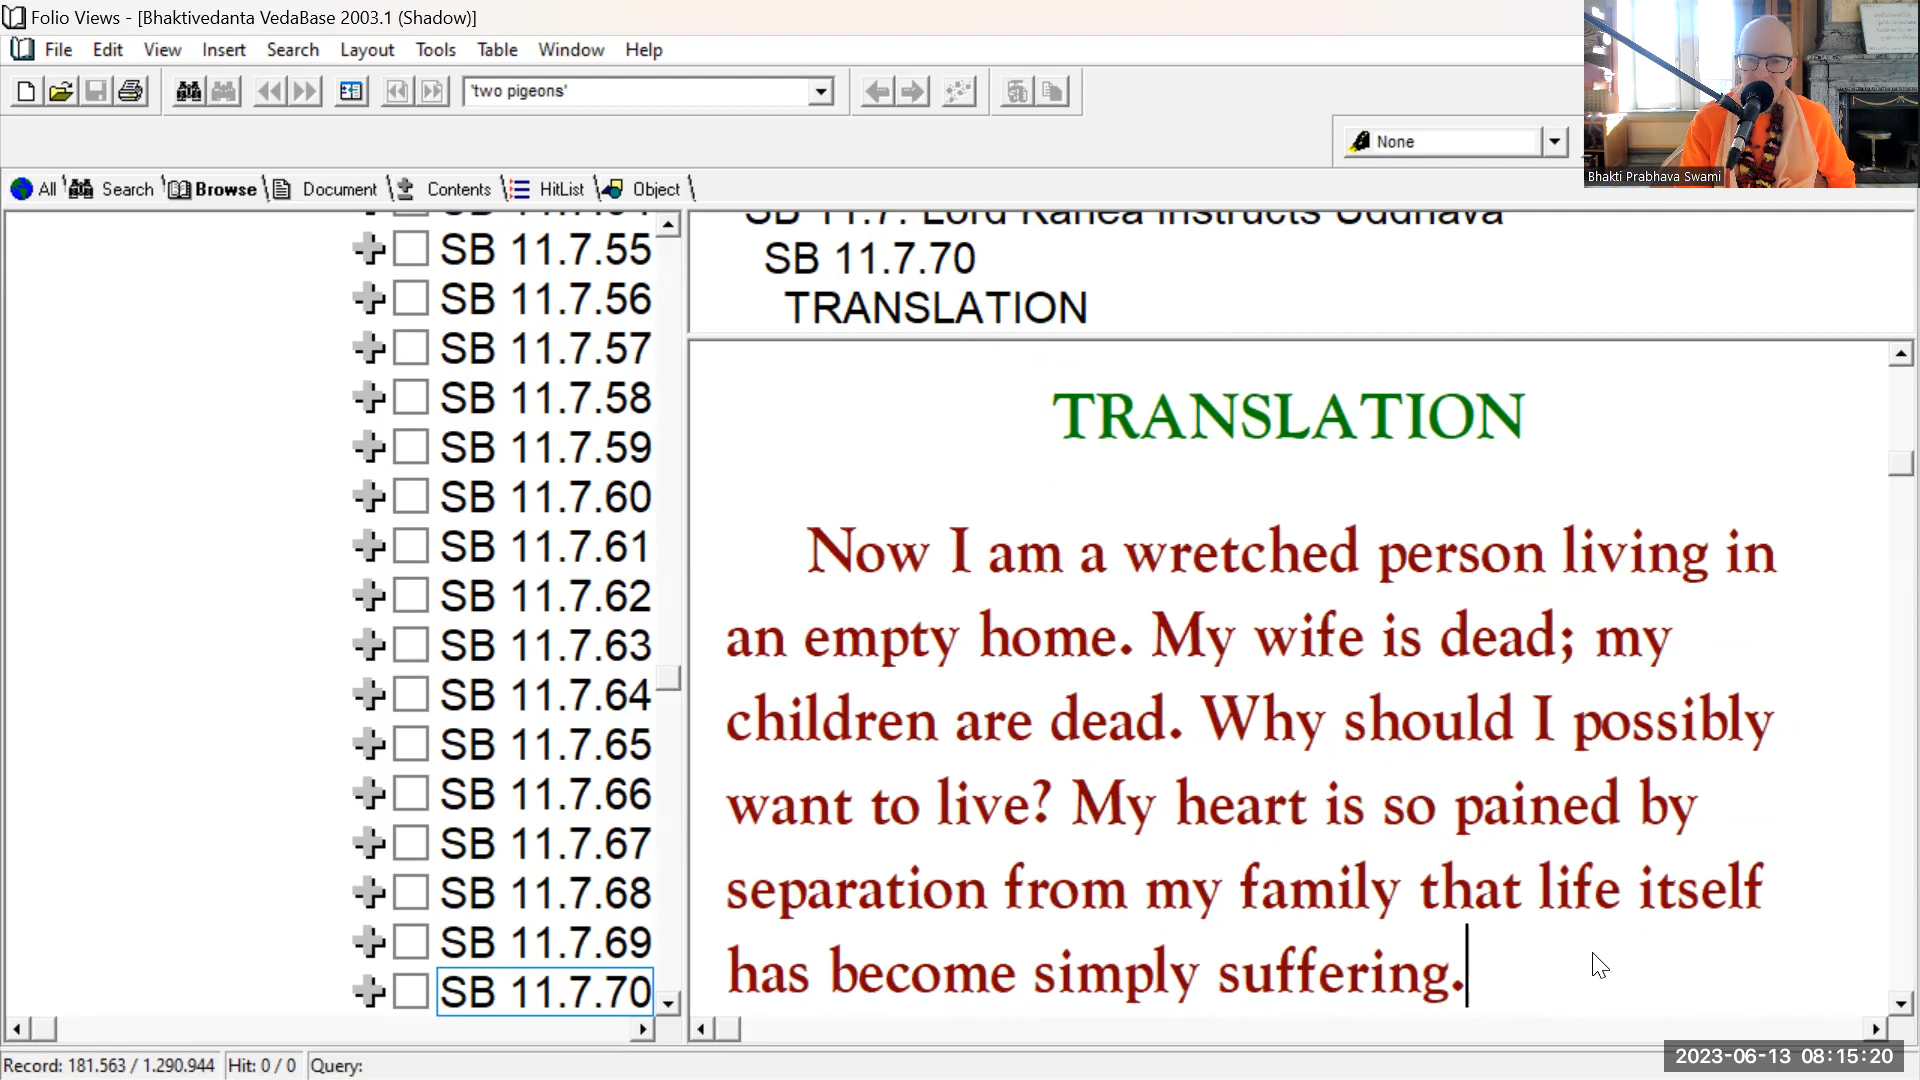 Folio Views - [Bhaktivedanta VedaBase 2003.1 (Shadow)]
File Edit View Insert Search Layout Tools Table Window Help
'two pigeons'
None
Bhakti Prabhava Swami
All Search Browse Document Contents HitList Object
SB 11.7: Lord Kanea Instructs Uddhava
SB 11.7.70
TRANSLATION
SB 11.7.55
SB 11.7.56
SB 11.7.57
SB 11.7.58
SB 11.7.59
SB 11.7.60
SB 11.7.61
SB 11.7.62
SB 11.7.63
SB 11.7.64
SB 11.7.65
SB 11.7.66
SB 11.7.67
SB 11.7.68
SB 11.7.69
SB 11.7.70
TRANSLATION
Now I am a wretched person living in
an empty home. My wife is dead; my
children are dead. Why should I possibly
want to live? My heart is so pained by
separation from my family that life itself
has become simply suffering.
Record: 181.563 / 1.290.944 Hit: 0 / 0 Query:
2023-06-13 08:15:20